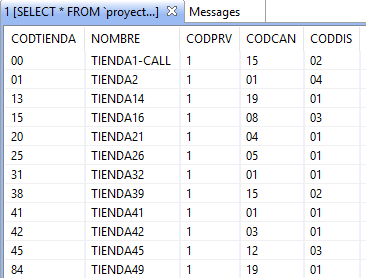 1 [SELECT * FROM `proyect...] Messages
CODTIENDA NOMBRE CODPRV CODCAN CODDIS
00 TIENDA1-CALL 1 15 02
01 TIENDA2 1 01 04
13 TIENDA14 1 19 01
15 TIENDA16 1 08 03
20 TIENDA21 1 04 01
25 TIENDA26 1 05 01
31 TIENDA32 1 01 01
38 TIENDA39 1 15 02
41 TIENDA41 1 01 01
42 TIENDA42 1 03 01
45 TIENDA45 1 12 03
84 TIENDA49 1 19 01